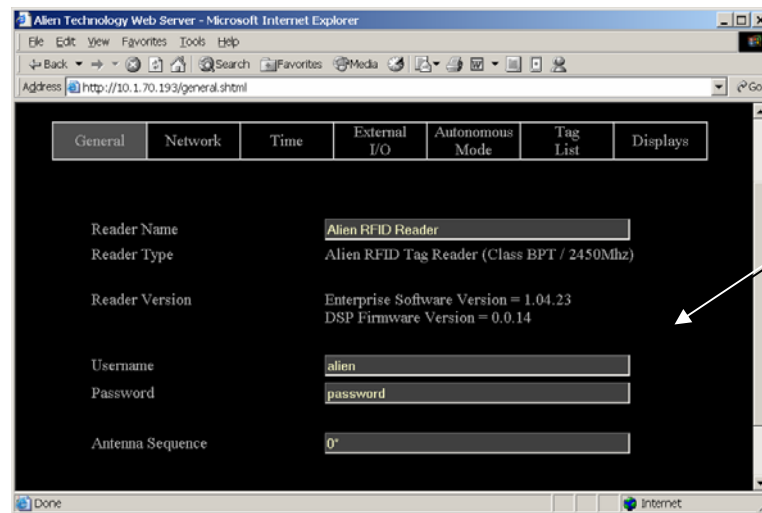 Alien Technology Web Server - Microsoft Internet Explorer
File Edit View Favorites Tools Help
Back Search Favorites Media
Address http://10.1.70.193/general.shtml Go
General Network Time External I/O Autonomous Mode Tag List Displays
Reader Name Alien RFID Reader
Reader Type Alien RFID Tag Reader (Class BPT / 2450Mhz)
Reader Version Enterprise Software Version = 1.04.23
DSP Firmware Version = 0.0.14
Username alien
Password password
Antenna Sequence 0*
Done Internet